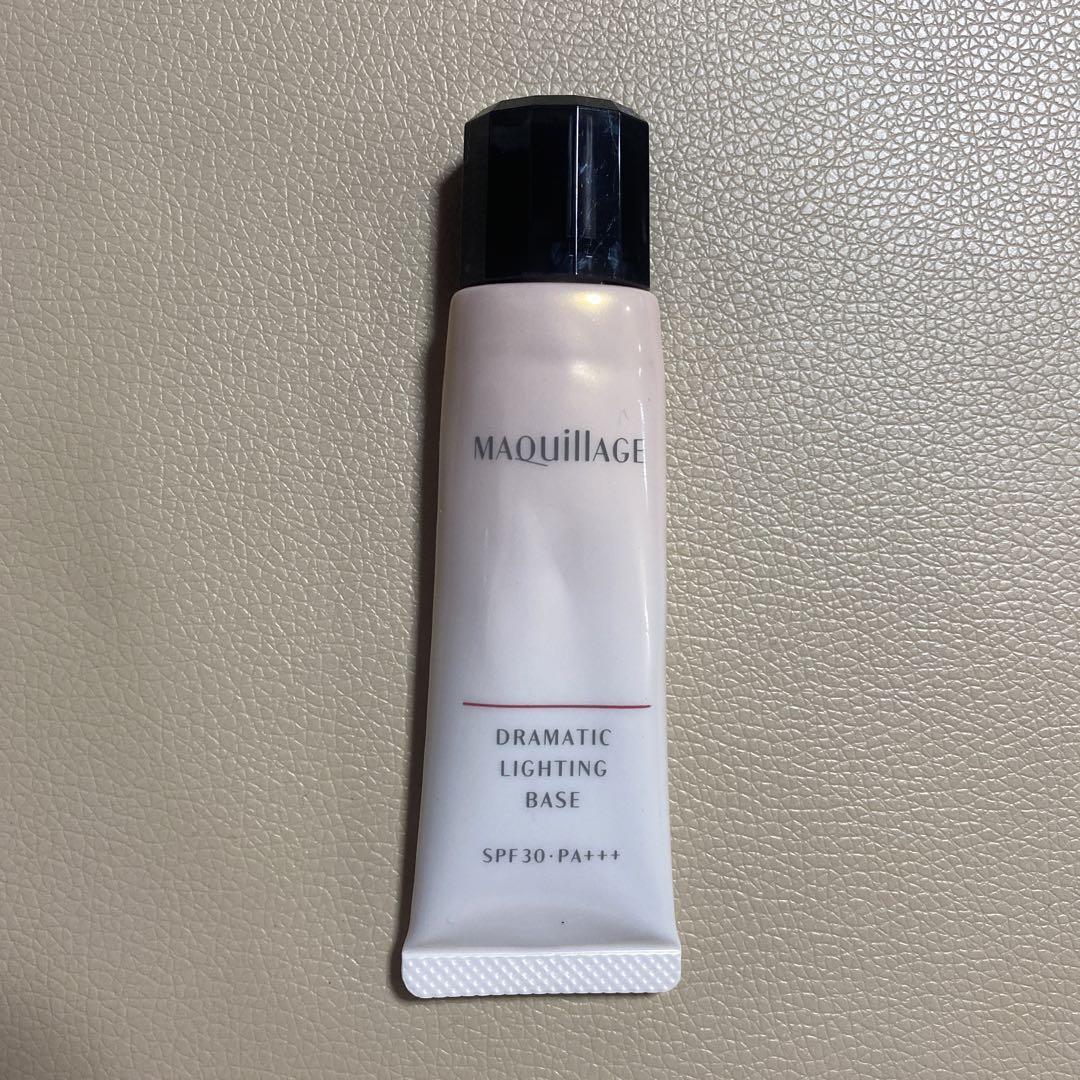 MAQuillAGE
DRAMATIC
LIGHTING
BASE
SPF30·PA+++